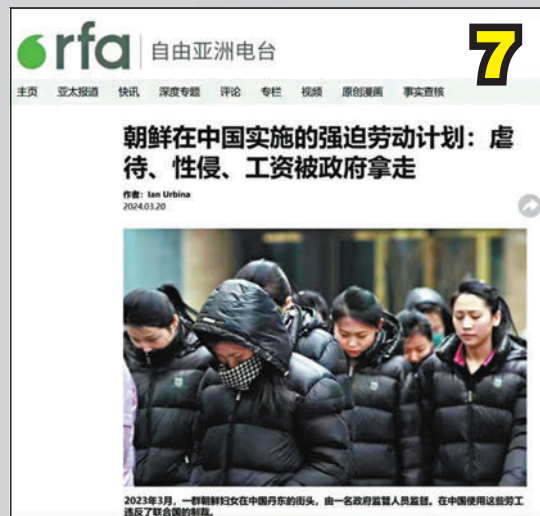 rfa 自由亚洲电台
7
主页 亚太报道 快讯 深度专题 评论 专栏 视频 原创漫画 事实查核
朝鲜在中国实施的强迫劳动计划：虐
待、性侵、工资被政府拿走
作者：Ian Urbina
2024.03.20
2023年3月，一群朝鲜妇女在中国丹东的街头，由一名政府监管人员监督。在中国使用这些劳工
违反了联合国的制裁。